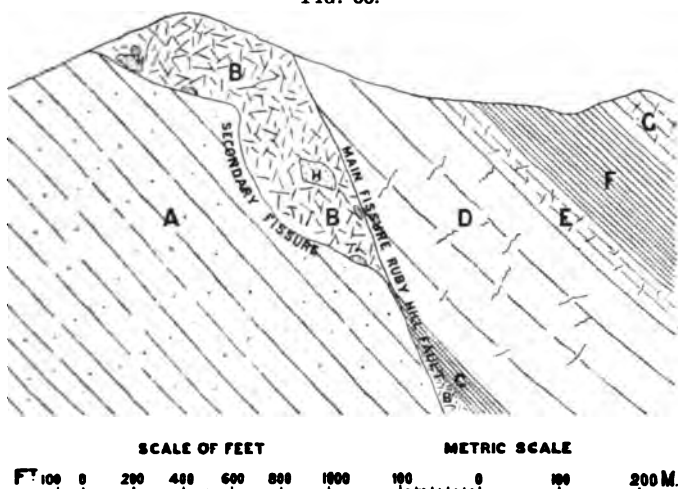 FIG.
B
G
SECONDARY FISSURE
MAIN FISSURE RUBY HILL FAULT
H
F
A
B
D
E
C
B
SCALE OF FEET METRIC SCALE
FT 100 0 200 400 600 800 1000 100 0 100 200 M.